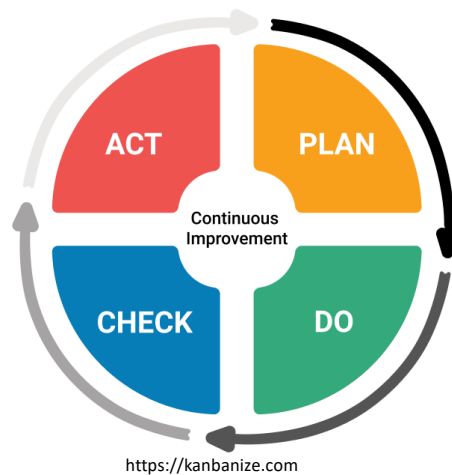 ACT
PLAN
Continuous
Improvement
CHECK
DO
https://kanbanize.com